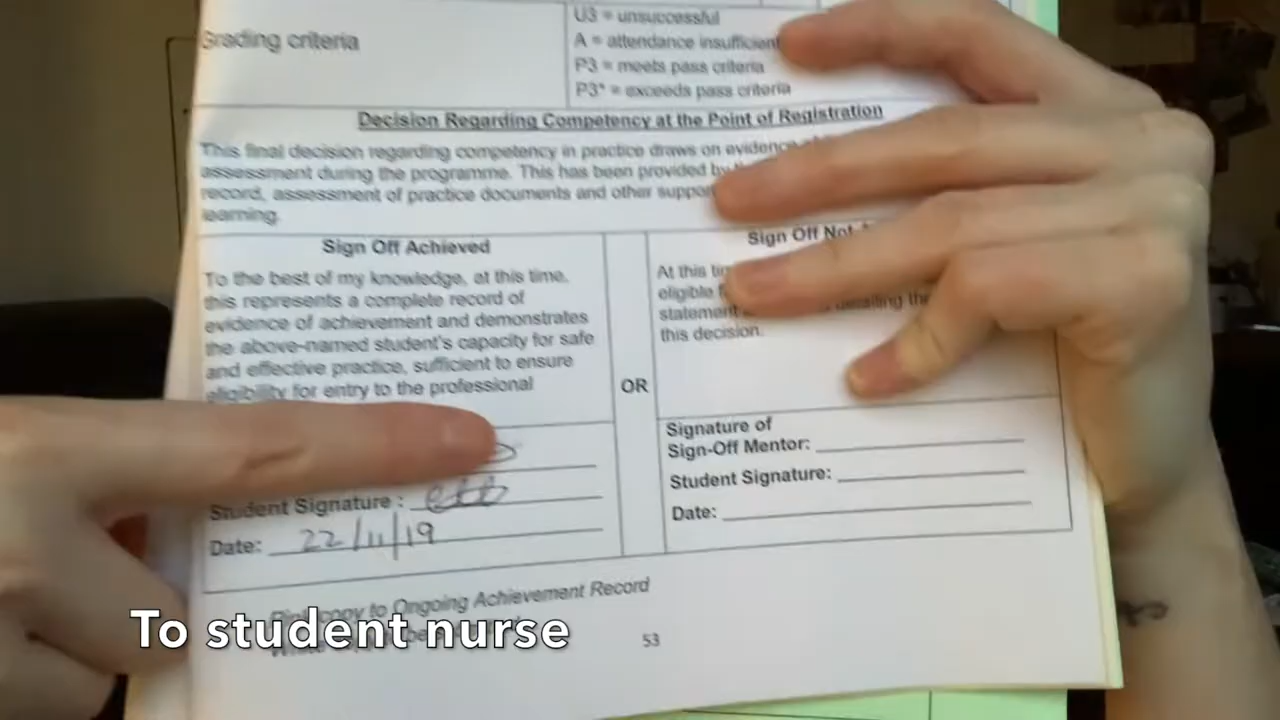 U3 = unsuccessful
Grading criteria
A = attendance insufficient
P3 = meets pass criteria
P3* = exceeds pass criteria
Decision Regarding Competency at the Point of Registration
This final decision regarding competency in practice draws on evidence
assessment during the programme. This has been provided by
record, assessment of practice documents and other
learning.
Sign Off Achieved
To the best of my knowledge, at this time,
this represents a complete record of
evidence of achievement and demonstrates
the above-named student's capacity for safe
and effective practice, sufficient to ensure
eligibility for entry to the professional
Student Signature :
Date: 22/11/19
OR
Sign Off Not
At this
eligible
statement detailing the
this decision.
Signature of
Sign-Off Mentor:
Student Signature:
Date:
copy to Ongoing Achievement Record
To student nurse
53